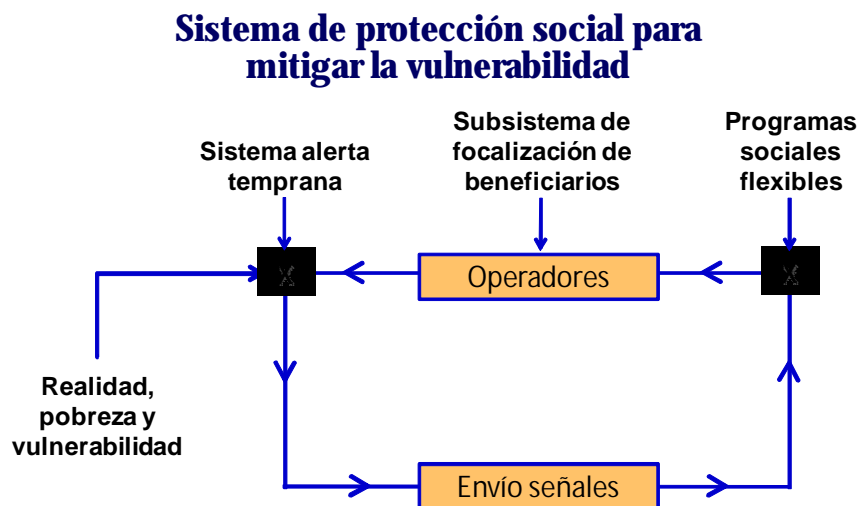 Sistema de protección social para
mitigar la vulnerabilidad
Sistema alerta
temprana
Subsistema de
focalización de
beneficiarios
Programas
sociales
flexibles
X
Operadores
X
Realidad,
pobreza y
vulnerabilidad
Envío señales